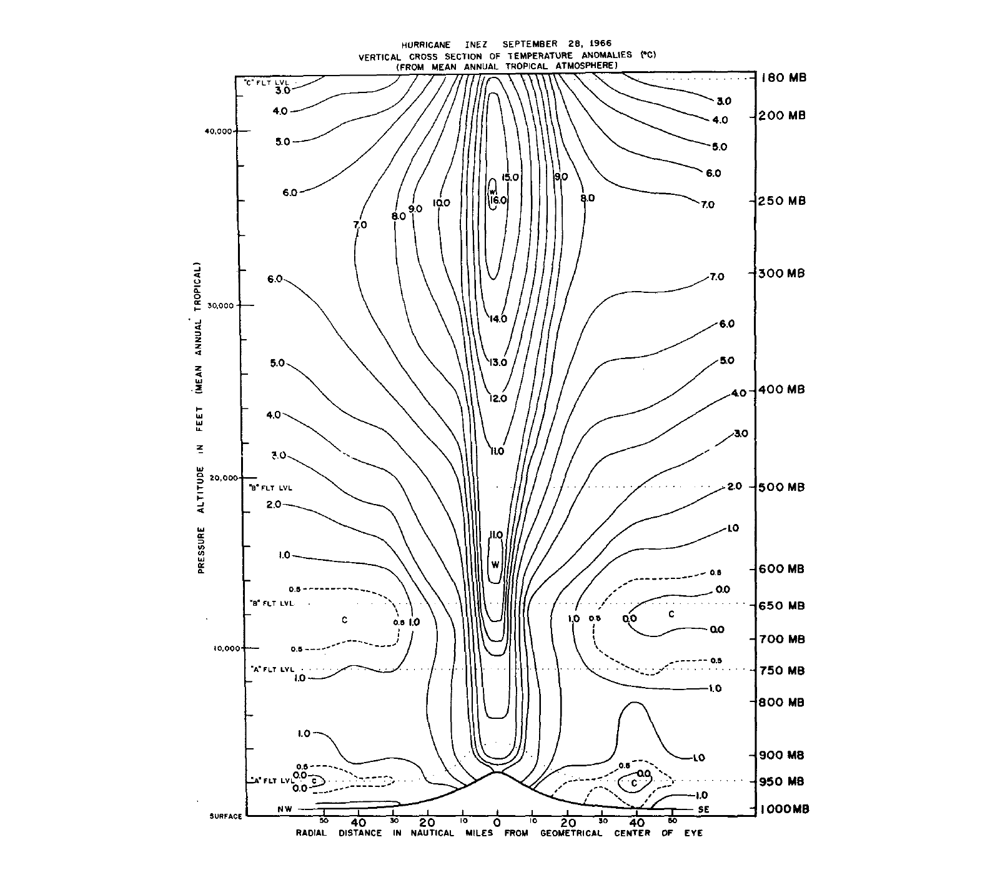 HURRICANE INEZ SEPTEMBER 28, 1966
VERTICAL CROSS SECTION OF TEMPERATURE ANOMALIES (°C)
(FROM MEAN ANNUAL TROPICAL ATMOSPHERE)
"C" FLT LVL
180 MB
3.0
3.0
4.0
4.0
200 MB
40,000
5.0
5.0
6.0
15.0
9.0
6.0
W
16.0
10.0
9.0
8.0
7.0
8.0
7.0
250 MB
6.0
7.0
300 MB
30,000
14.0
6.0
5.0
13.0
5.0
12.0
4.0
400 MB
4.0
3.0
11.0
3.0
20,000
"B" FLT LVL
2.0
500 MB
2.0
11.0
1.0
1.0
W
600 MB
0.5
0.5
0.0
"B" FLT LVL
650 MB
C
0.5
1.0
1.0
0.5
0.0
C
0.0
700 MB
10,000
0.5
0.5
"A" FLT LVL
750 MB
1.0
1.0
800 MB
1.0
1.0
900 MB
0.5
0.5
0.0
0.0
"A" FLT LVL
C
C
950 MB
0.0
1.0
NW
SE
1000 MB
SURFACE
50 40 30 20 10 0 10 20 30 40 50
RADIAL DISTANCE IN NAUTICAL MILES FROM GEOMETRICAL CENTER OF EYE
PRESSURE ALTITUDE IN FEET (MEAN ANNUAL TROPICAL)